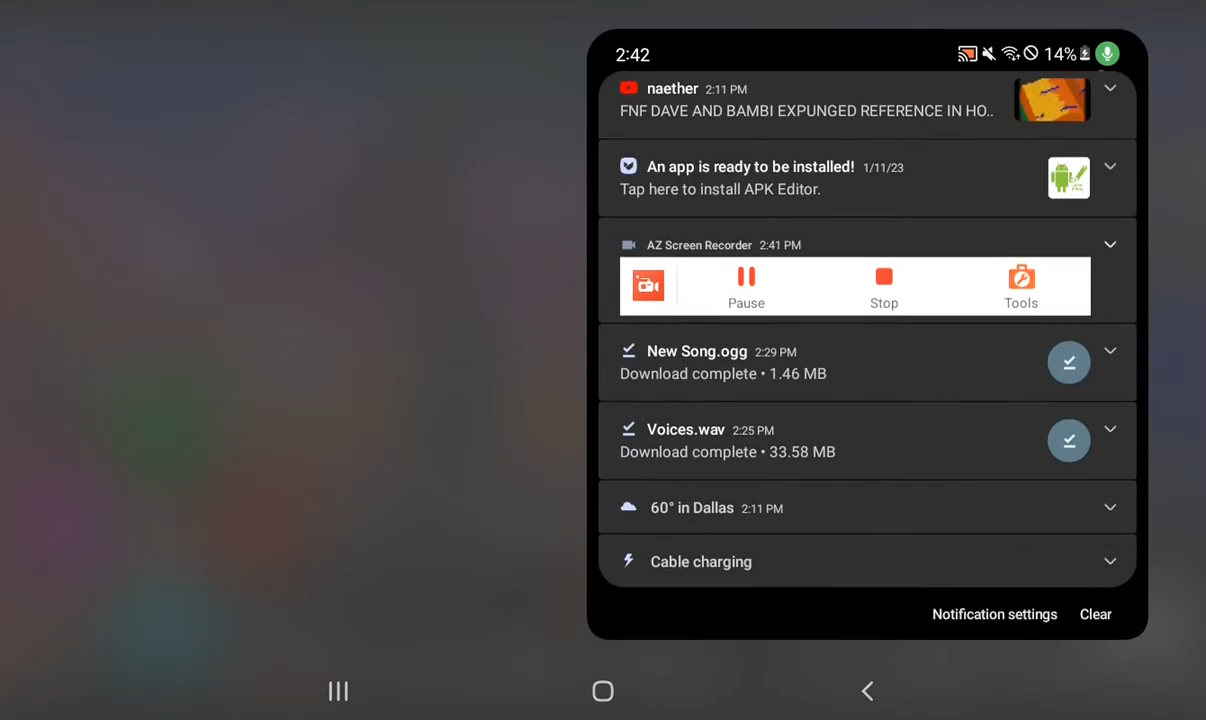 2:42
14%
naether 2:11 PM
FNF DAVE AND BAMBI EXPUNGED REFERENCE IN HO..
An app is ready to be installed! 1/11/23
Tap here to install APK Editor.
AZ Screen Recorder 2:41 PM
Pause Stop Tools
New Song.ogg 2:29 PM
Download complete • 1.46 MB
Voices.wav 2:25 PM
Download complete • 33.58 MB
60° in Dallas 2:11 PM
Cable charging
Notification settings Clear